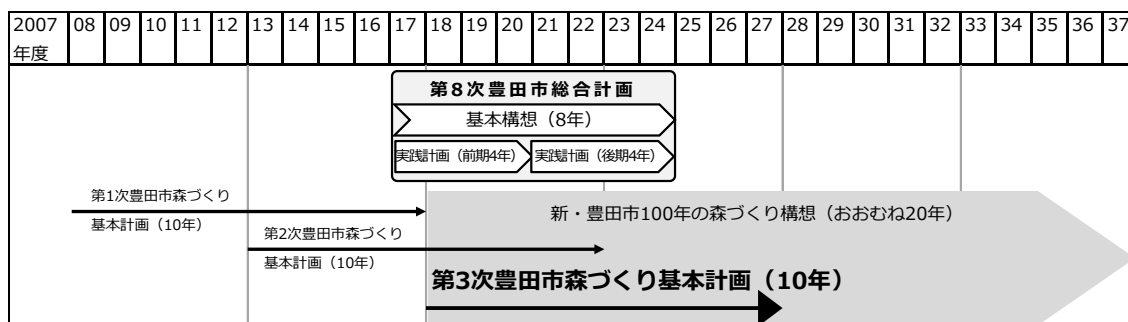 2007 08 09 10 11 12 13 14 15 16 17 18 19 20 21 22 23 24 25 26 27 28 29 30 31 32 33 34 35 36 37
年度
第8次豊田市総合計画
基本構想（8年）
実践計画（前期4年） 実践計画（後期4年）
第1次豊田市森づくり
基本計画（10年）
新・豊田市100年の森づくり構想（おおむね20年）
第2次豊田市森づくり
基本計画（10年）
第3次豊田市森づくり基本計画（10年）